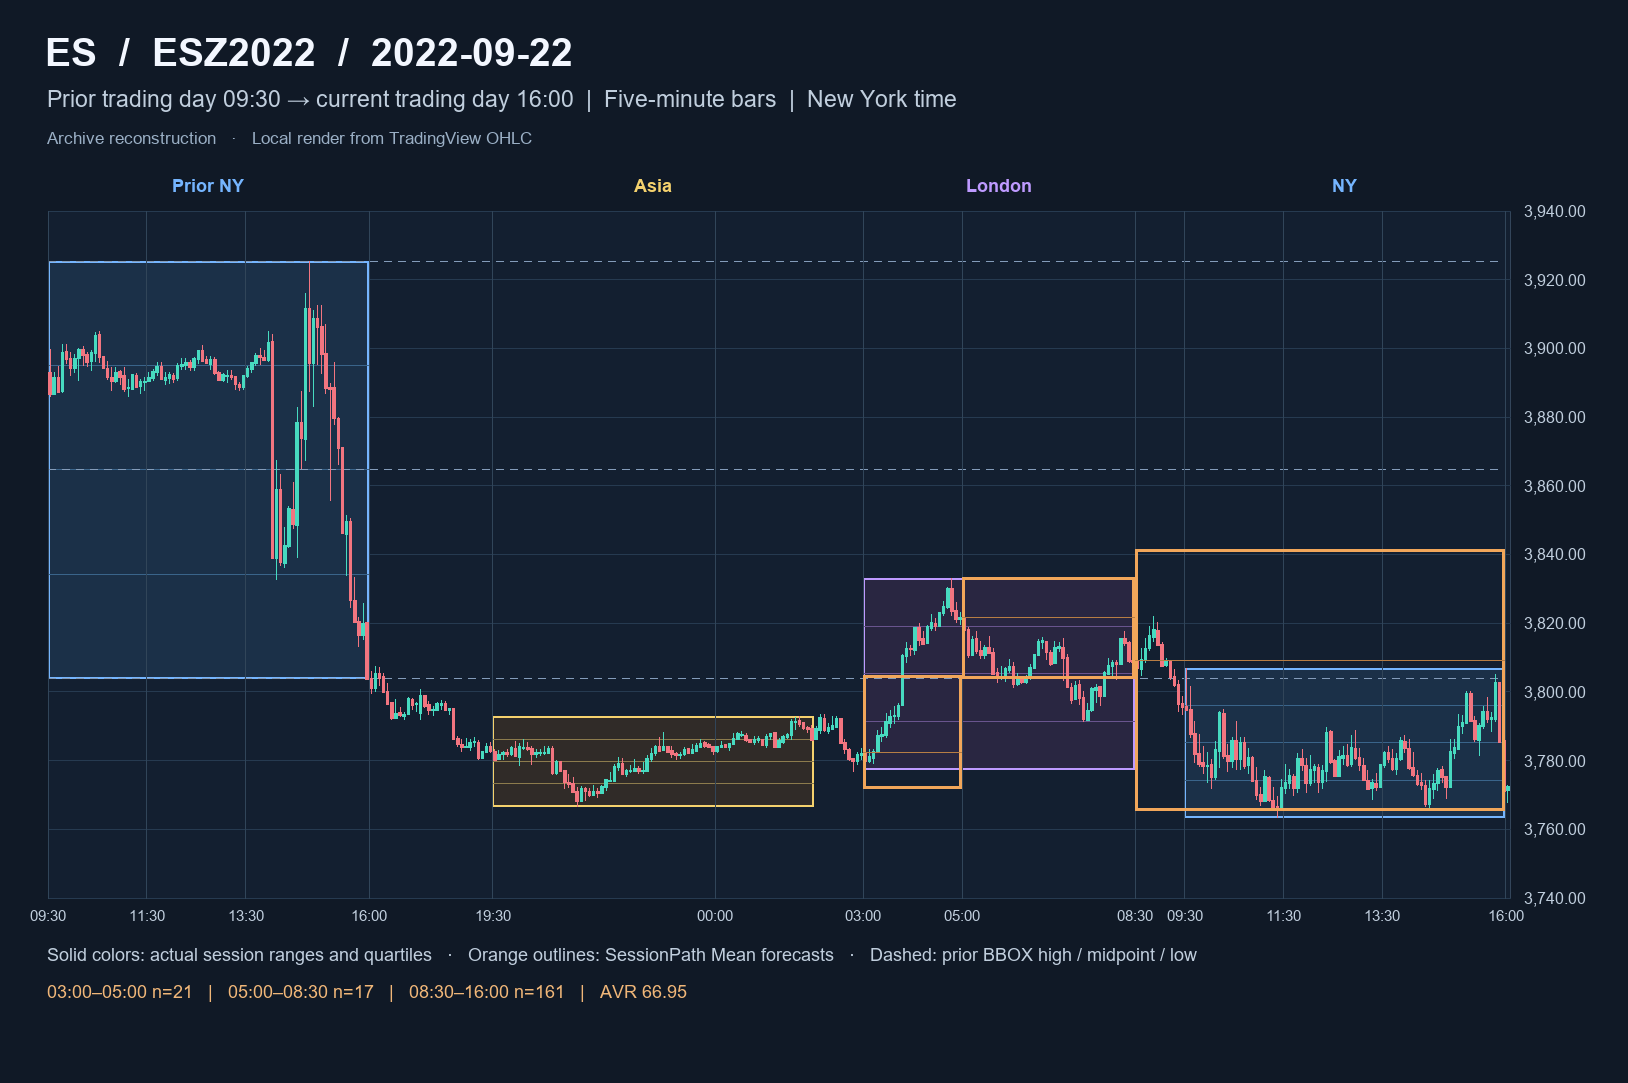 ES / ESZ2022 / 2022-09-22
Prior trading day 09:30 → current trading day 16:00 | Five-minute bars | New York time
Archive reconstruction · Local render from TradingView OHLC
Prior NY Asia London NY
3,940.00
3,920.00
3,900.00
3,880.00
3,860.00
3,840.00
3,820.00
3,800.00
3,780.00
3,760.00
3,740.00
09:30 11:30 13:30 16:00 19:30 00:00 03:00 05:00 08:30 09:30 11:30 13:30 16:00
Solid colors: actual session ranges and quartiles · Orange outlines: SessionPath Mean forecasts · Dashed: prior BBOX high / midpoint / low
03:00–05:00 n=21 | 05:00–08:30 n=17 | 08:30–16:00 n=161 | AVR 66.95